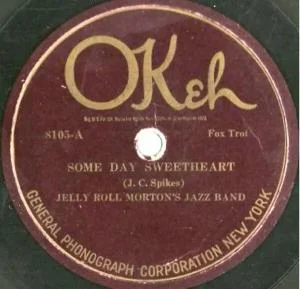 OKeh
8105-A
Fox Trot
SOME DAY SWEETHEART
(J. C. Spikes)
JELLY ROLL MORTON'S JAZZ BAND
GENERAL PHONOGRAPH CORPORATION NEW YORK